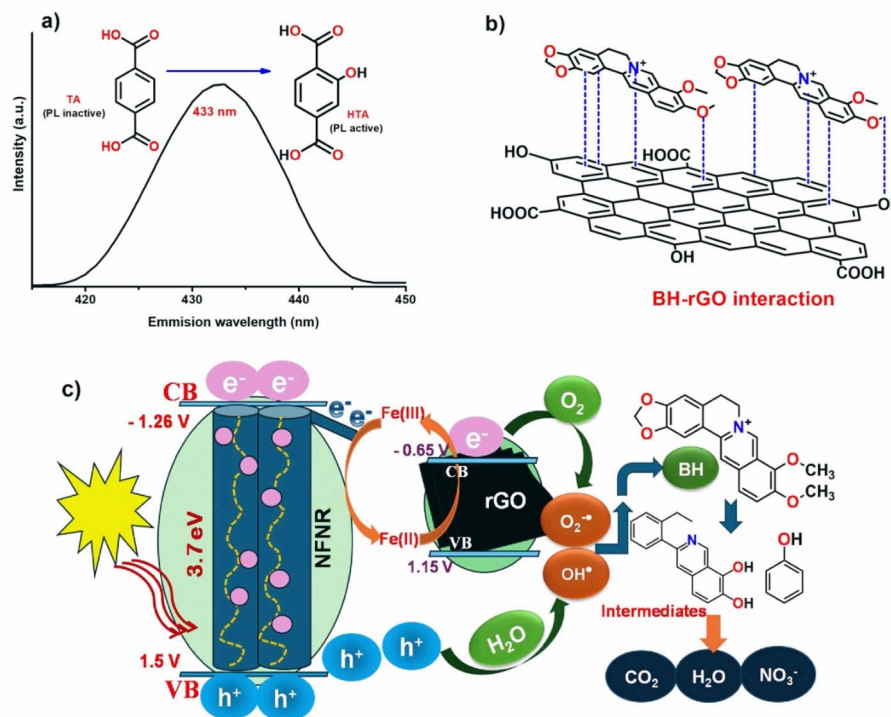 a)
HO
O
TA
(PL inactive)
HO
O
HO
O
OH
HTA
(PL active)
HO
O
433 nm
Intensity (a.u.)
420
430
440
450
Emmision wavelength (nm)
b)
O
O
N+
O
O
O
O
N+
O
O
HO
HOOC
O
HOOC
OH
COOH
BH-rGO interaction
c)
CB
e-
e-
- 1.26 V
e-
e-
Fe(III)
- 0.65 V
e-
CB
O2
rGO
3.7eV
NFNR
Fe(II)
VB
1.15 V
O2-•
OH•
BH
O
O
N+
O
CH3
O
CH3
N
OH
OH
OH
Intermediates
1.5 V
VB
h+
h+
h+
h+
H2O
CO2
H2O
NO3-